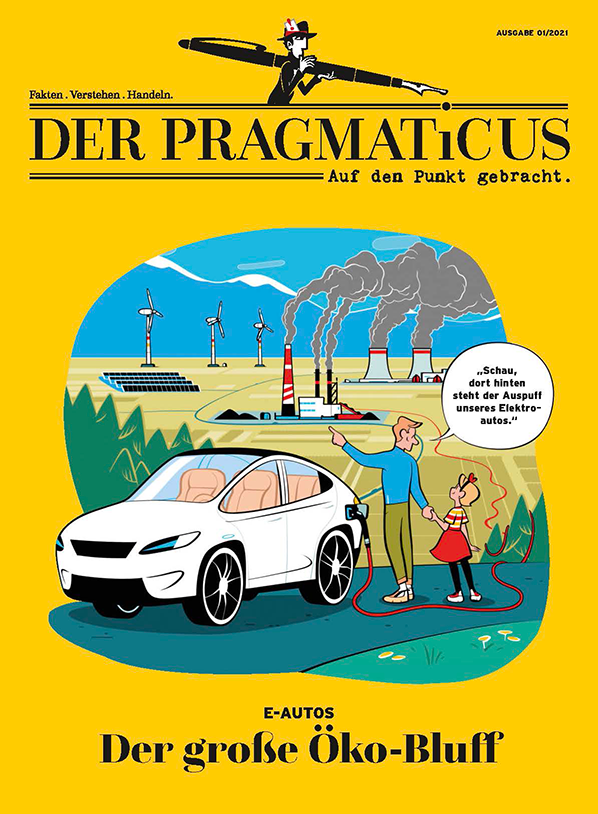 AUSGABE 01/2021
Fakten . Verstehen . Handeln.
DER PRAGMATiCUS
Auf den Punkt gebracht.
„Schau,
dort hinten
steht der Auspuff
unseres Elektro-
autos.“
E-AUTOS
Der große Öko-Bluff